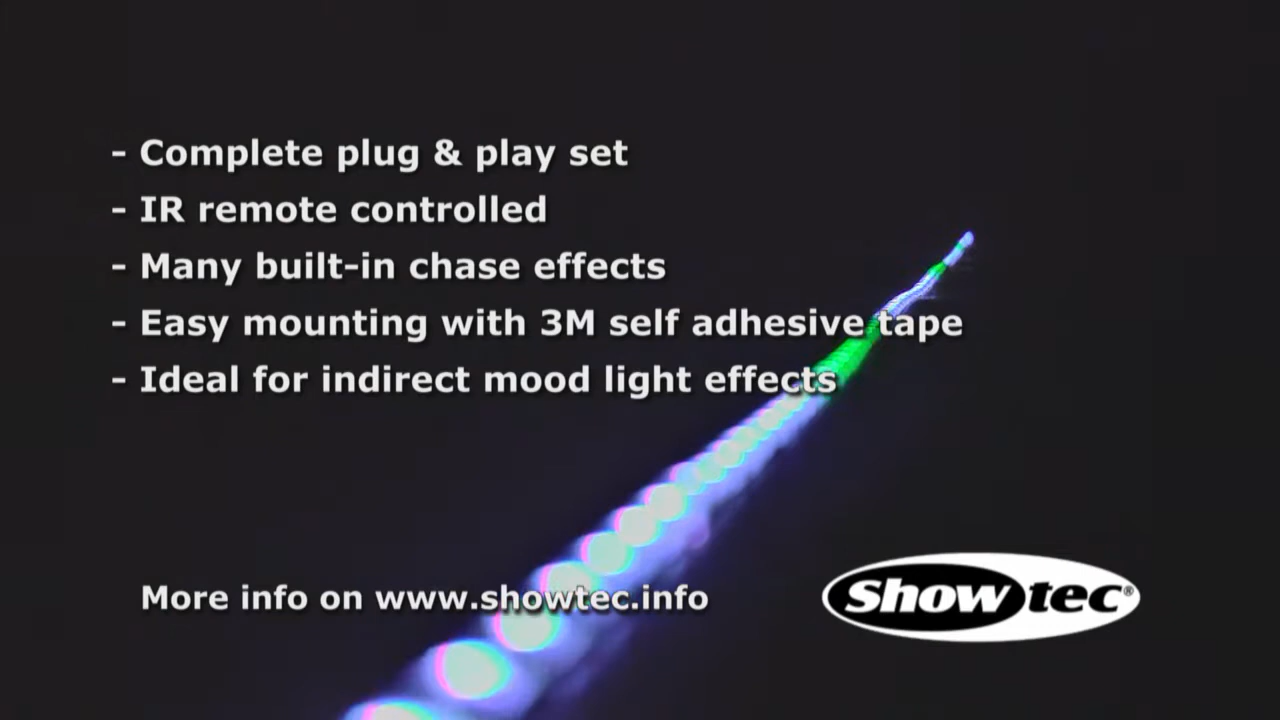 - Complete plug & play set
- IR remote controlled
- Many built-in chase effects
- Easy mounting with 3M self adhesive tape
- Ideal for indirect mood light effects
More info on www.showtec.info
Showtec®